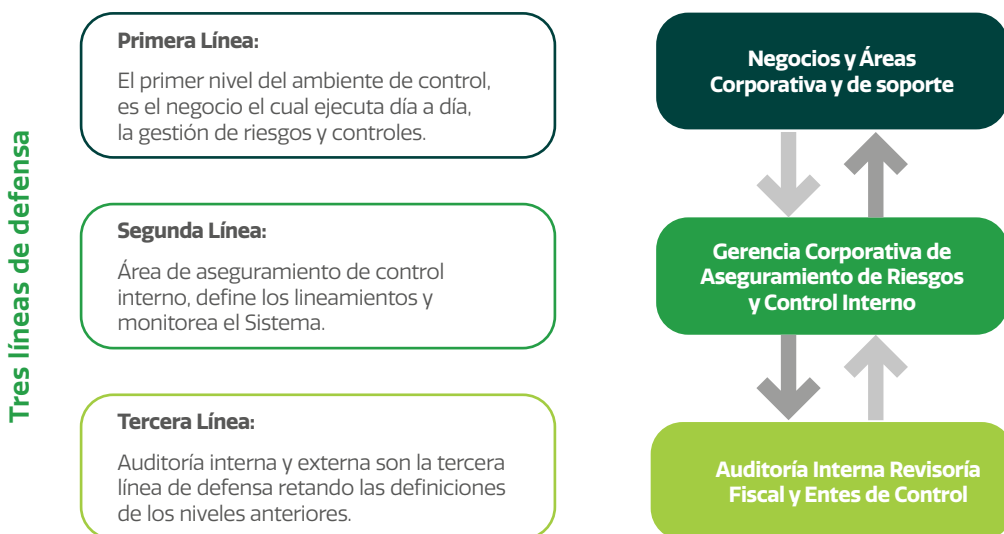 Tres líneas de defensa
Primera Línea:
El primer nivel del ambiente de control,
es el negocio el cual ejecuta día a día,
la gestión de riesgos y controles.
Negocios y Áreas
Corporativa y de soporte
Segunda Línea:
Área de aseguramiento de control
interno, define los lineamientos y
monitorea el Sistema.
Gerencia Corporativa de
Aseguramiento de Riesgos
y Control Interno
Tercera Línea:
Auditoría interna y externa son la tercera
línea de defensa retando las definiciones
de los niveles anteriores.
Auditoría Interna Revisoría
Fiscal y Entes de Control